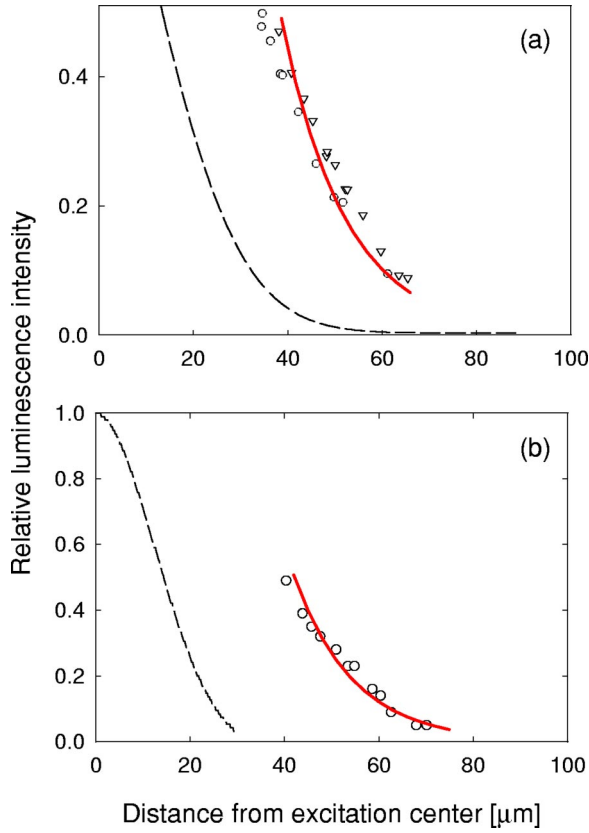 (a)
0.4
0.2
0.0
0 20 40 60 80 100
Relative luminescence intensity
(b)
1.0
0.8
0.6
0.4
0.2
0.0
0 20 40 60 80 100
Distance from excitation center [μm]